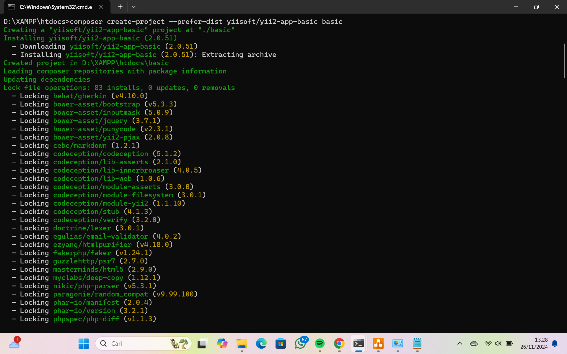 C:\Windows\System32\cmd.e
D:\XAMPP\htdocs>composer create-project --prefer-dist yiisoft/yii2-app-basic basic
Creating a "yiisoft/yii2-app-basic" project at "./basic"
Installing yiisoft/yii2-app-basic (2.0.51)
- Downloading yiisoft/yii2-app-basic (2.0.51)
- Installing yiisoft/yii2-app-basic (2.0.51): Extracting archive
Created project in D:\XAMPP\htdocs\basic
Loading composer repositories with package information
Updating dependencies
Lock file operations: 83 installs, 0 updates, 0 removals
- Locking behat/gherkin (v4.10.0)
- Locking bower-asset/bootstrap (v5.3.3)
- Locking bower-asset/inputmask (5.0.9)
- Locking bower-asset/jquery (3.7.1)
- Locking bower-asset/punycode (v2.3.1)
- Locking bower-asset/yii2-pjax (2.0.8)
- Locking cebe/markdown (1.2.1)
- Locking codeception/codeception (5.1.2)
- Locking codeception/lib-asserts (2.1.0)
- Locking codeception/lib-innerbrowser (4.0.5)
- Locking codeception/lib-web (1.0.6)
- Locking codeception/module-asserts (3.0.0)
- Locking codeception/module-filesystem (3.0.1)
- Locking codeception/module-yii2 (1.1.10)
- Locking codeception/stub (4.1.3)
- Locking codeception/verify (3.2.0)
- Locking doctrine/lexer (3.0.1)
- Locking egulias/email-validator (4.0.2)
- Locking ezyang/htmlpurifier (v4.18.0)
- Locking fakerphp/faker (v1.24.1)
- Locking guzzlehttp/psr7 (2.7.0)
- Locking masterminds/html5 (2.9.0)
- Locking myclabs/deep-copy (1.12.1)
- Locking nikic/php-parser (v5.3.1)
- Locking paragonie/random_compat (v9.99.100)
- Locking phar-io/manifest (2.0.4)
- Locking phar-io/version (3.2.1)
- Locking phpspec/php-diff (v1.1.3)
Cari
13:28
26/11/2024